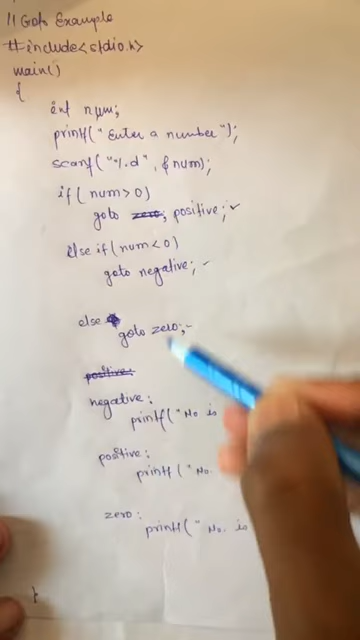 // Goto Example
#include<stdio.h>
main()
{
int num;
printf("Enter a number");
scanf("%d", &num);
if(num>0)
goto zero; positive;
else if(num<0)
goto negative;
else
goto zero;
positive:
negative:
printf("No is
positive:
printf("No.
zero:
printf("No. is
}